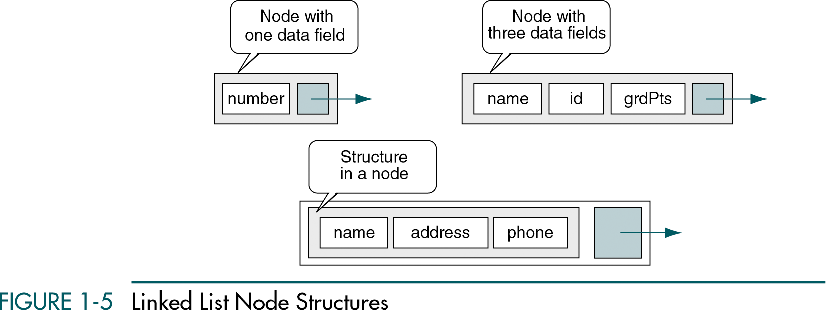 Node with
one data field
Node with
three data fields
number
name id grdPts
Structure
in a node
name address phone
FIGURE 1-5 Linked List Node Structures